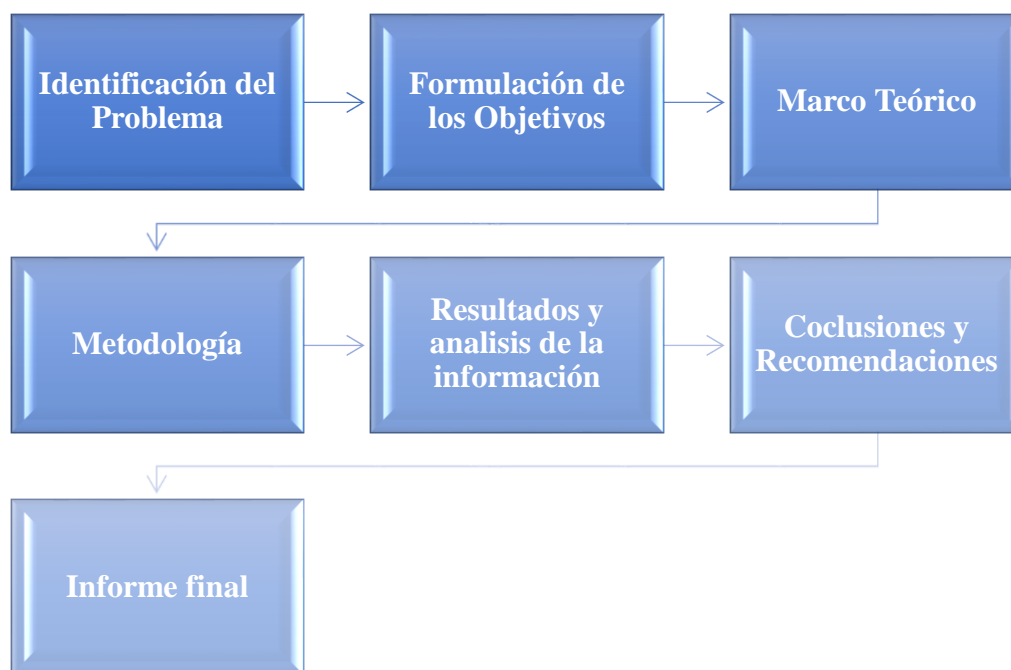 Identificación del
Problema
Formulación de
los Objetivos
Marco Teórico
Metodología
Resultados y
analisis de la
información
Coclusiones y
Recomendaciones
Informe final